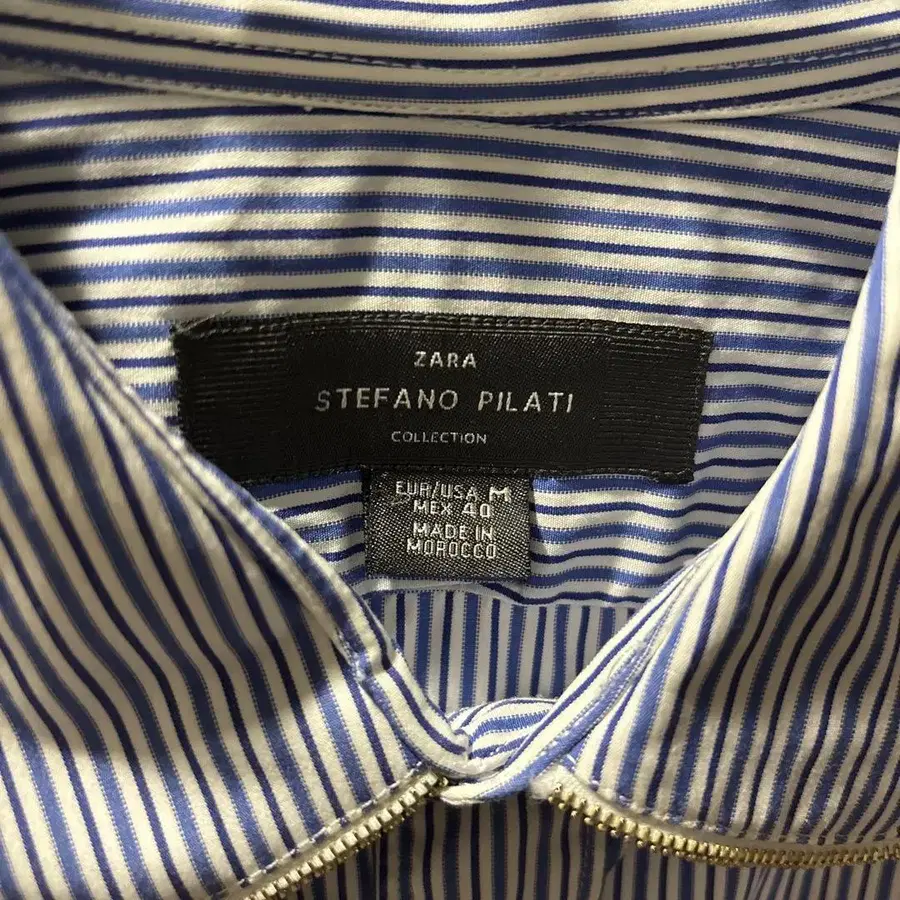 ZARA
STEFANO PILATI
COLLECTION
EUR/USA M
MEX 40
MADE IN
MOROCCO